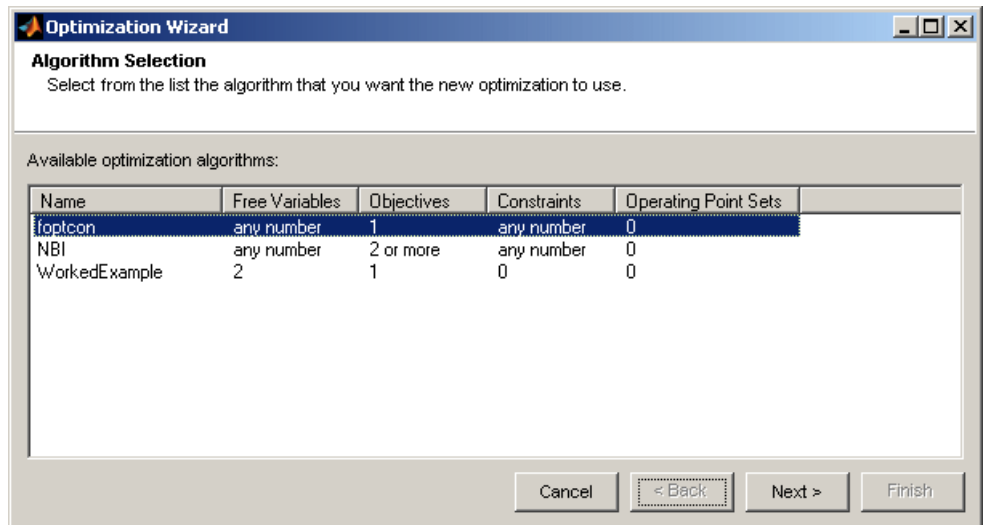 Optimization Wizard
Algorithm Selection
Select from the list the algorithm that you want the new optimization to use.
Available optimization algorithms:
Name Free Variables Objectives Constraints Operating Point Sets
foptcon any number 1 any number 0
NBI any number 2 or more any number 0
WorkedExample 2 1 0 0
Cancel < Back Next > Finish